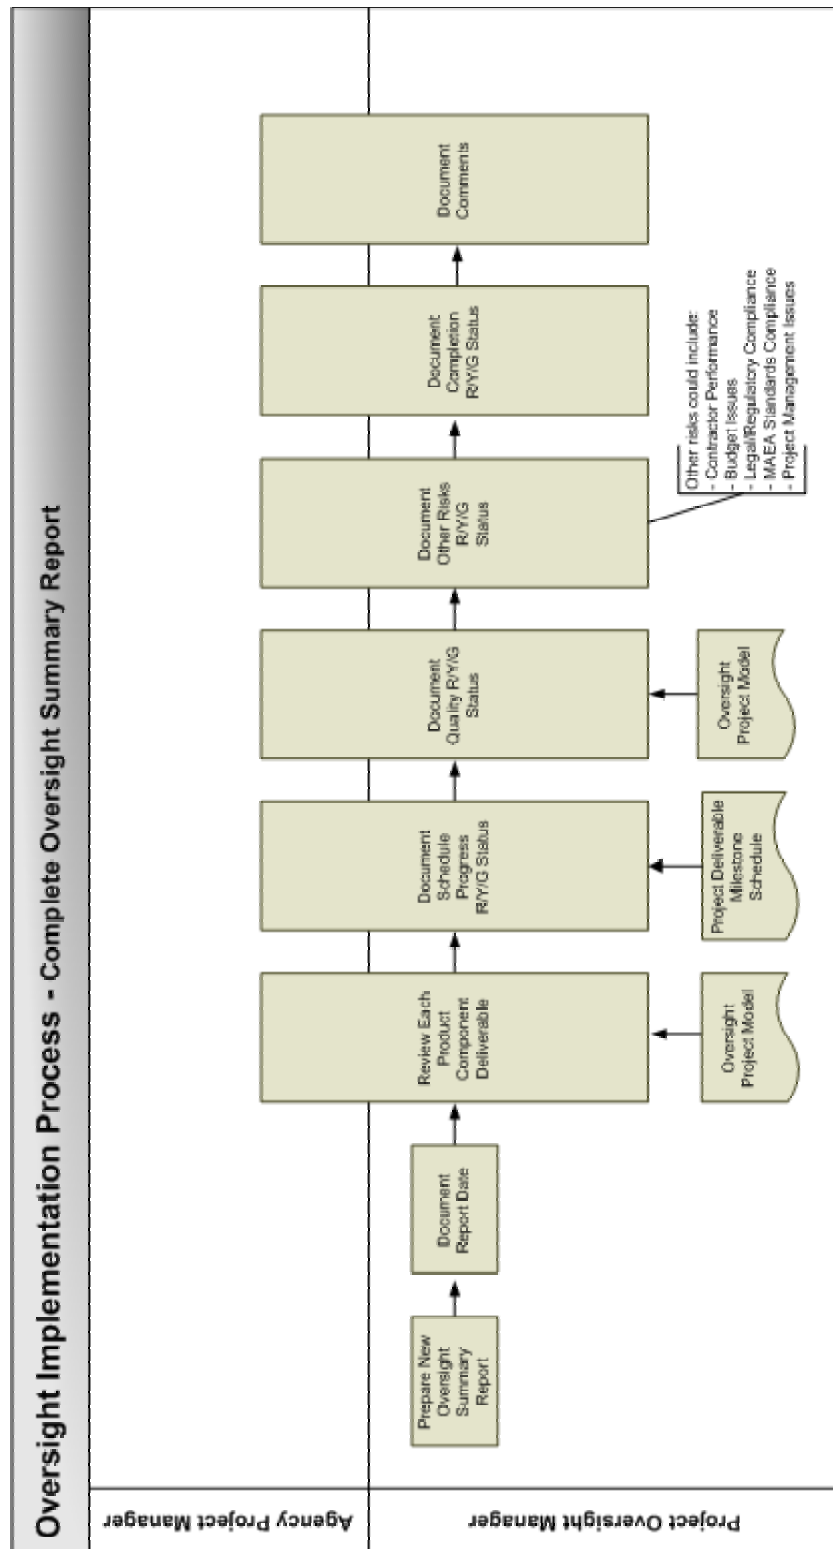 Oversight Implementation Process - Complete Oversight Summary Report
Agency Project Manager
Project Oversight Manager
Prepare New
Oversight
Summary
Report
Document
Report Date
Review Each
Product
Component
Deliverable
Document
Schedule
Progress
R/Y/G Status
Document
Quality R/Y/G
Status
Document
Other Risks
R/Y/G
Status
Document
Completion
R/Y/G Status
Document
Comments
Oversight
Project Model
Project Deliverable
Milestone
Schedule
Oversight
Project Model
Other risks could include:
- Contractor Performance
- Budget Issues
- Legal/Regulatory Compliance
- MAEA Standards Compliance
- Project Management Issues